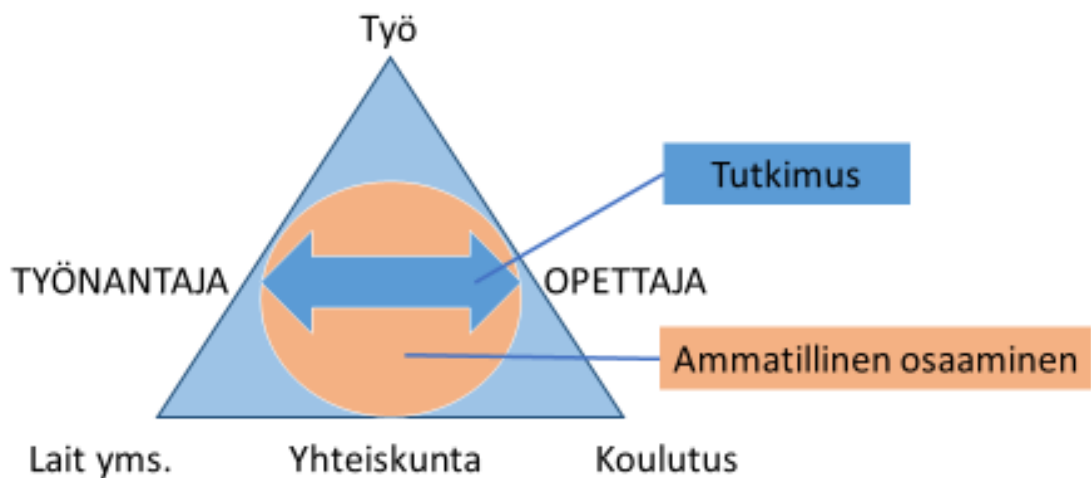 Työ
Tutkimus
TYÖNANTAJA
OPETTAJA
Ammatillinen osaaminen
Lait yms.
Yhteiskunta
Koulutus